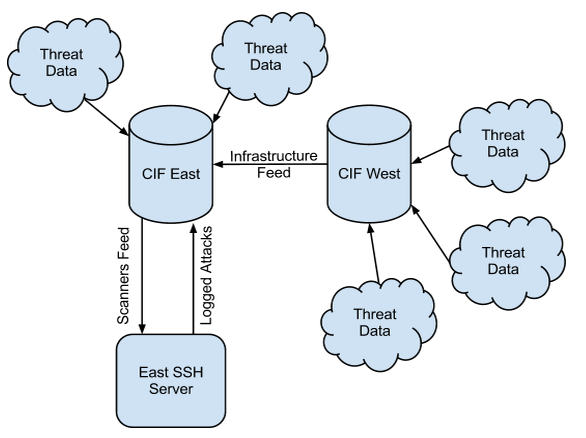 Threat
Data
Threat
Data
CIF East
Infrastructure
Feed
CIF West
Threat
Data
Threat
Data
Threat
Data
Scanners Feed
Logged Attacks
East SSH
Server